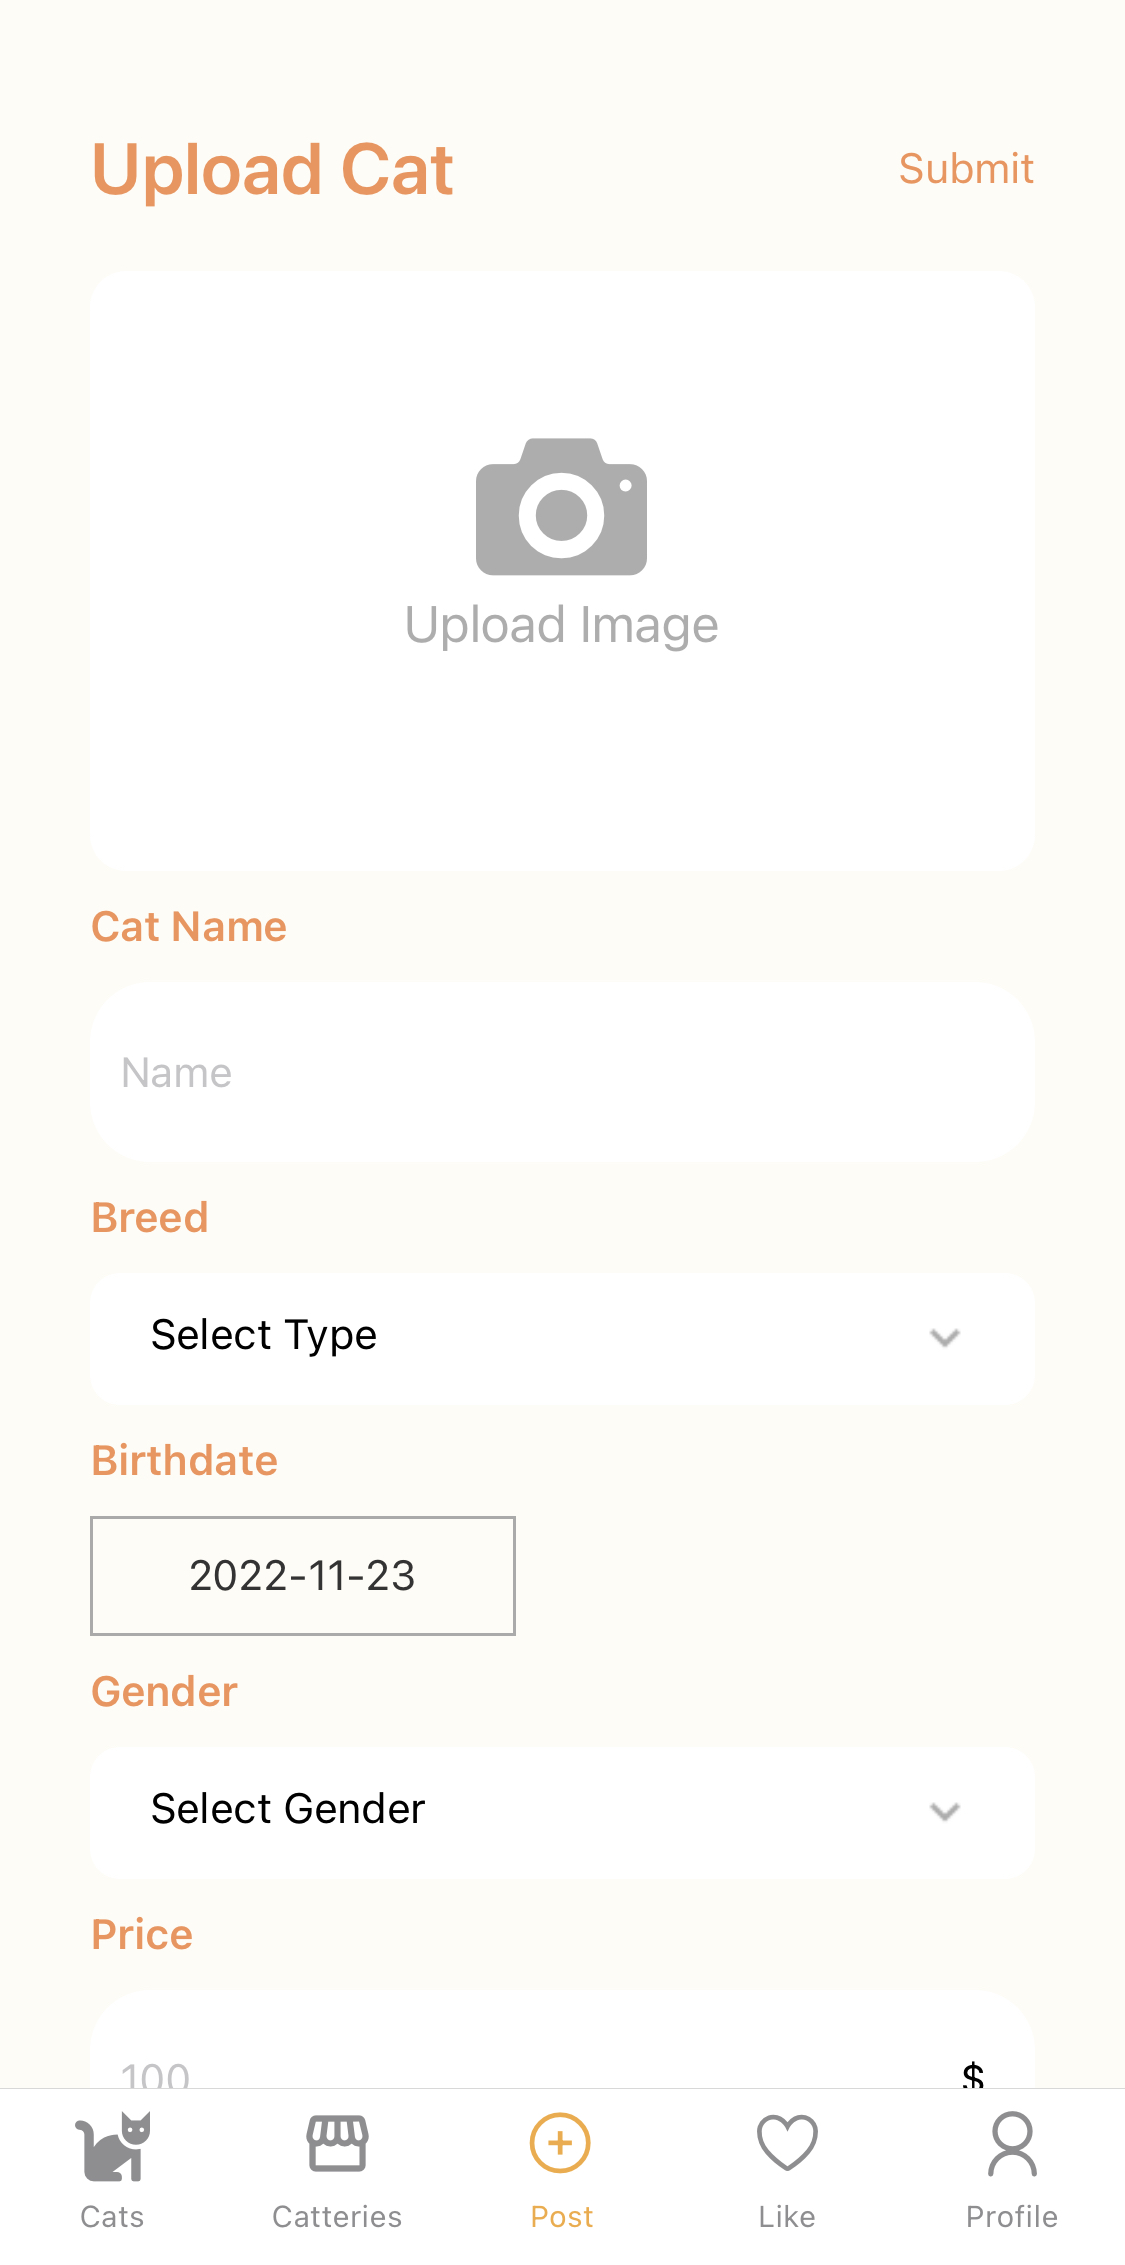 Upload Cat
Submit
Upload Image
Cat Name
Name
Breed
Select Type
Birthdate
2022-11-23
Gender
Select Gender
Price
100 $
Cats Catteries Post Like Profile